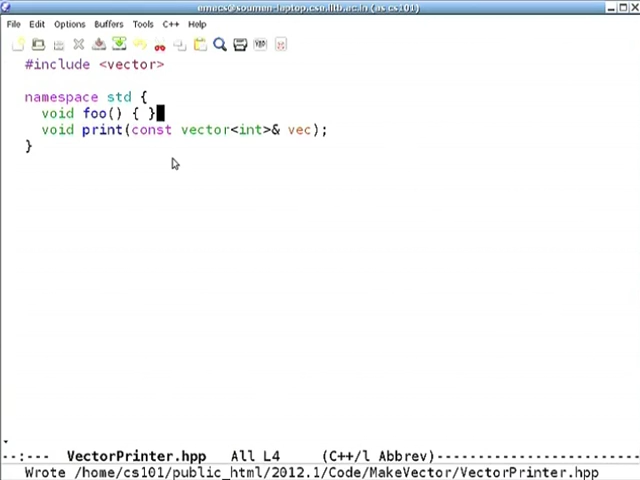 emacs@soumen-laptop.cse.iitb.ac.in (as cs101)
File Edit Options Buffers Tools C++ Help
#include <vector>
namespace std {
void foo() { }
void print(const vector<int>& vec);
}
--:--- VectorPrinter.hpp All L4 (C++/l Abbrev)------------------------
Wrote /home/cs101/public_html/2012.1/Code/MakeVector/VectorPrinter.hpp